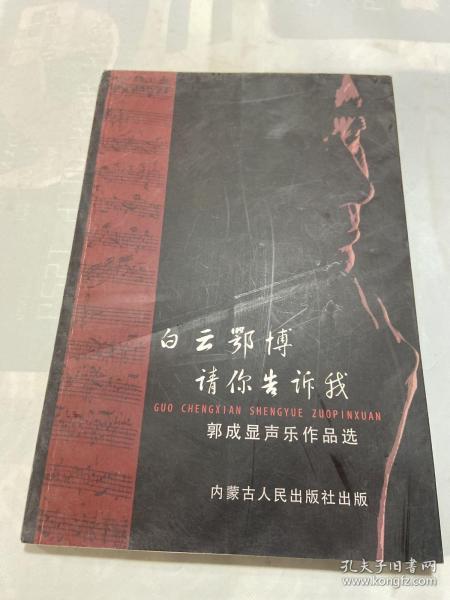 白云鄂博
请你告诉我
GUO CHENGXIAN SHENGYUE ZUOPINXUAN
郭成显声乐作品选
内蒙古人民出版社出版
孔夫子旧书网
www.kongfz.com